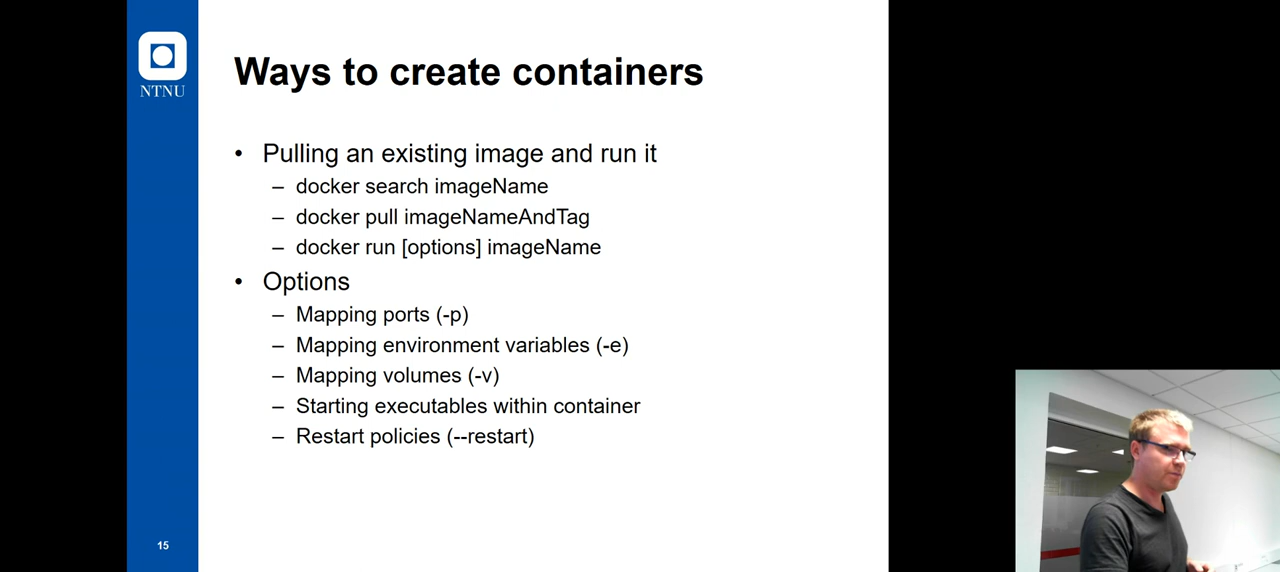 NTNU
Ways to create containers
• Pulling an existing image and run it
– docker search imageName
– docker pull imageNameAndTag
– docker run [options] imageName
• Options
– Mapping ports (-p)
– Mapping environment variables (-e)
– Mapping volumes (-v)
– Starting executables within container
– Restart policies (--restart)
15